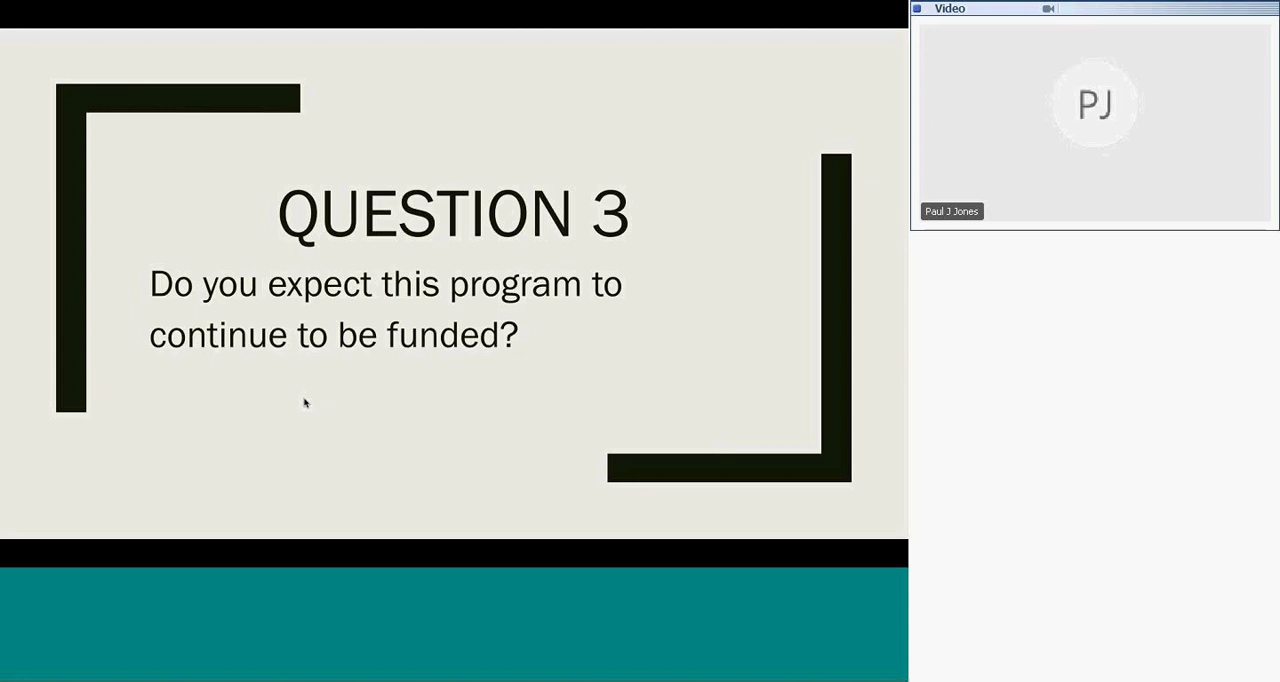 QUESTION 3
Do you expect this program to
continue to be funded?
Video
PJ
Paul J Jones